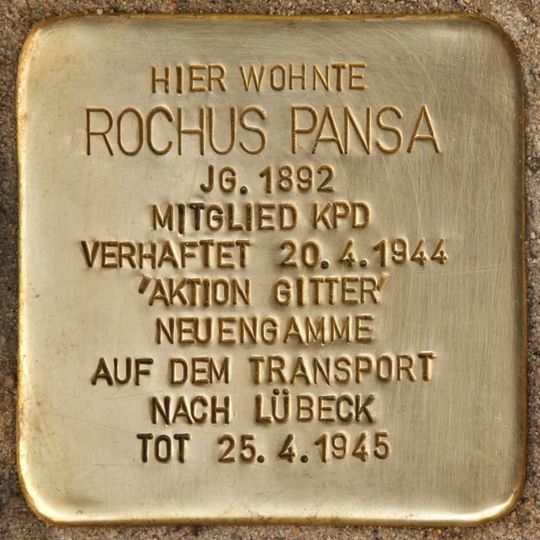 HIER WOHNTE
ROCHUS PANSA
JG. 1892
MITGLIED KPD
VERHAFTET 20.4.1944
'AKTION GITTER'
NEUENGAMME
AUF DEM TRANSPORT
NACH LÜBECK
TOT 25.4.1945